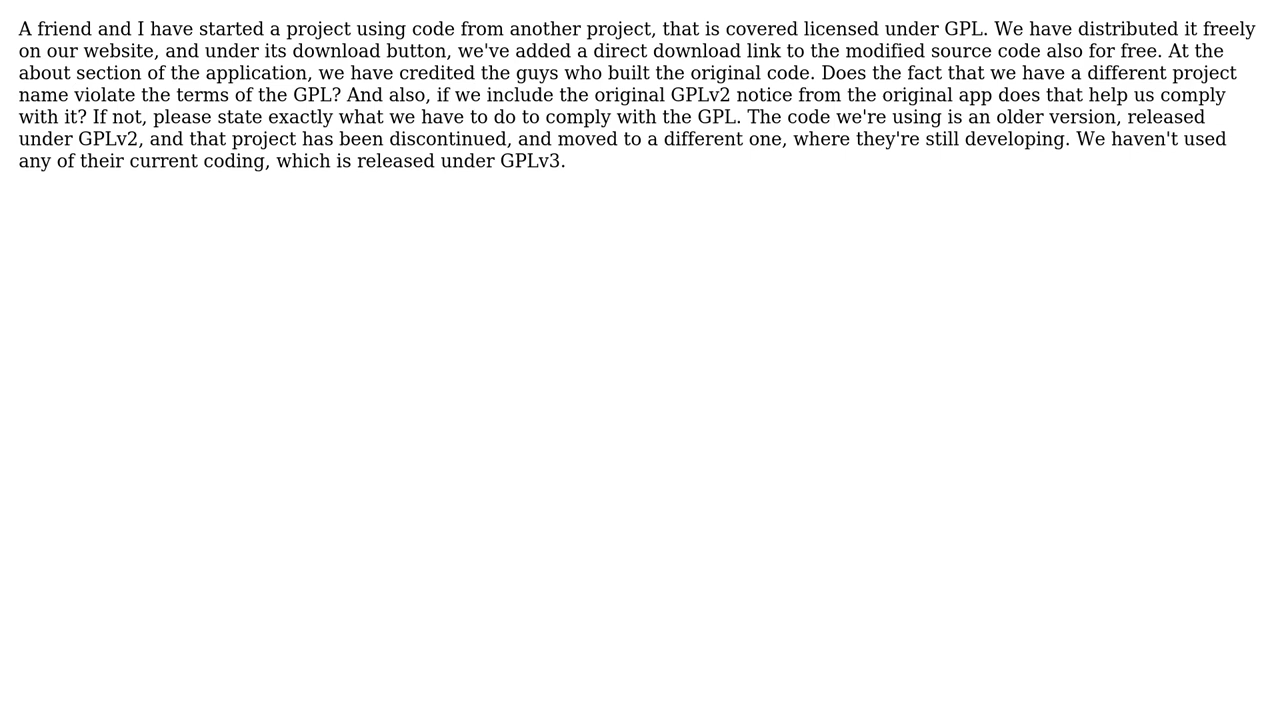 A friend and I have started a project using code from another project, that is covered licensed under GPL. We have distributed it freely
on our website, and under its download button, we've added a direct download link to the modified source code also for free. At the
about section of the application, we have credited the guys who built the original code. Does the fact that we have a different project
name violate the terms of the GPL? And also, if we include the original GPLv2 notice from the original app does that help us comply
with it? If not, please state exactly what we have to do to comply with the GPL. The code we're using is an older version, released
under GPLv2, and that project has been discontinued, and moved to a different one, where they're still developing. We haven't used
any of their current coding, which is released under GPLv3.